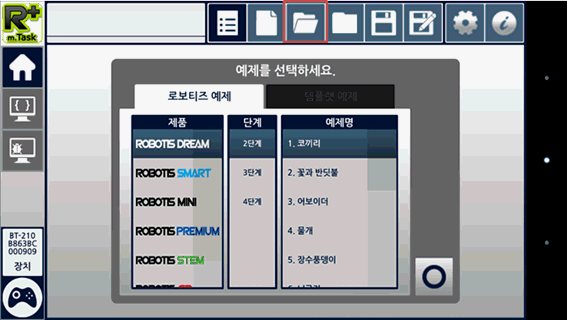 R+
m.Task
예제를 선택하세요.
로보티즈 예제
템플릿 예제
제품
단계
예제명
ROBOTIS DREAM
2단계
1. 코끼리
ROBOTIS SMART
3단계
2. 꽃과 반딧불
ROBOTIS MINI
4단계
3. 어보이더
ROBOTIS PREMIUM
4. 물개
ROBOTIS STEM
5. 장수풍뎅이
ROBOTIS
6.
BT-210
B863BC
000909
장치